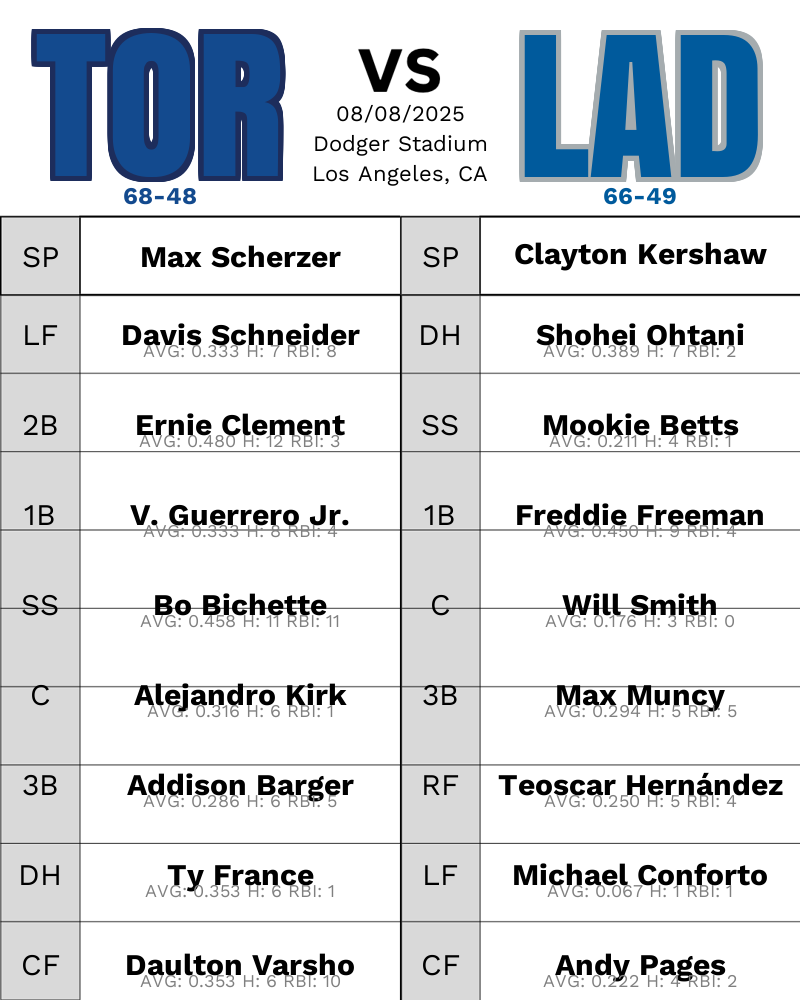 TOR
VS
LAD
08/08/2025
Dodger Stadium
Los Angeles, CA
68-48
66-49
SP Max Scherzer SP Clayton Kershaw
LF Davis Schneider DH Shohei Ohtani
AVG: 0.333 H: 7 RBI: 8 AVG: 0.389 H: 7 RBI: 2
2B Ernie Clement SS Mookie Betts
AVG: 0.480 H: 12 RBI: 3 AVG: 0.211 H: 4 RBI: 1
1B V. Guerrero Jr. 1B Freddie Freeman
AVG: 0.333 H: 8 RBI: 4 AVG: 0.450 H: 9 RBI: 4
SS Bo Bichette C Will Smith
AVG: 0.458 H: 11 RBI: 11 AVG: 0.176 H: 3 RBI: 0
C Alejandro Kirk 3B Max Muncy
AVG: 0.316 H: 6 RBI: 1 AVG: 0.294 H: 5 RBI: 5
3B Addison Barger RF Teoscar Hernández
AVG: 0.286 H: 6 RBI: 5 AVG: 0.250 H: 5 RBI: 4
DH Ty France LF Michael Conforto
AVG: 0.353 H: 6 RBI: 1 AVG: 0.067 H: 1 RBI: 1
CF Daulton Varsho CF Andy Pages
AVG: 0.353 H: 6 RBI: 10 AVG: 0.222 H: 4 RBI: 2